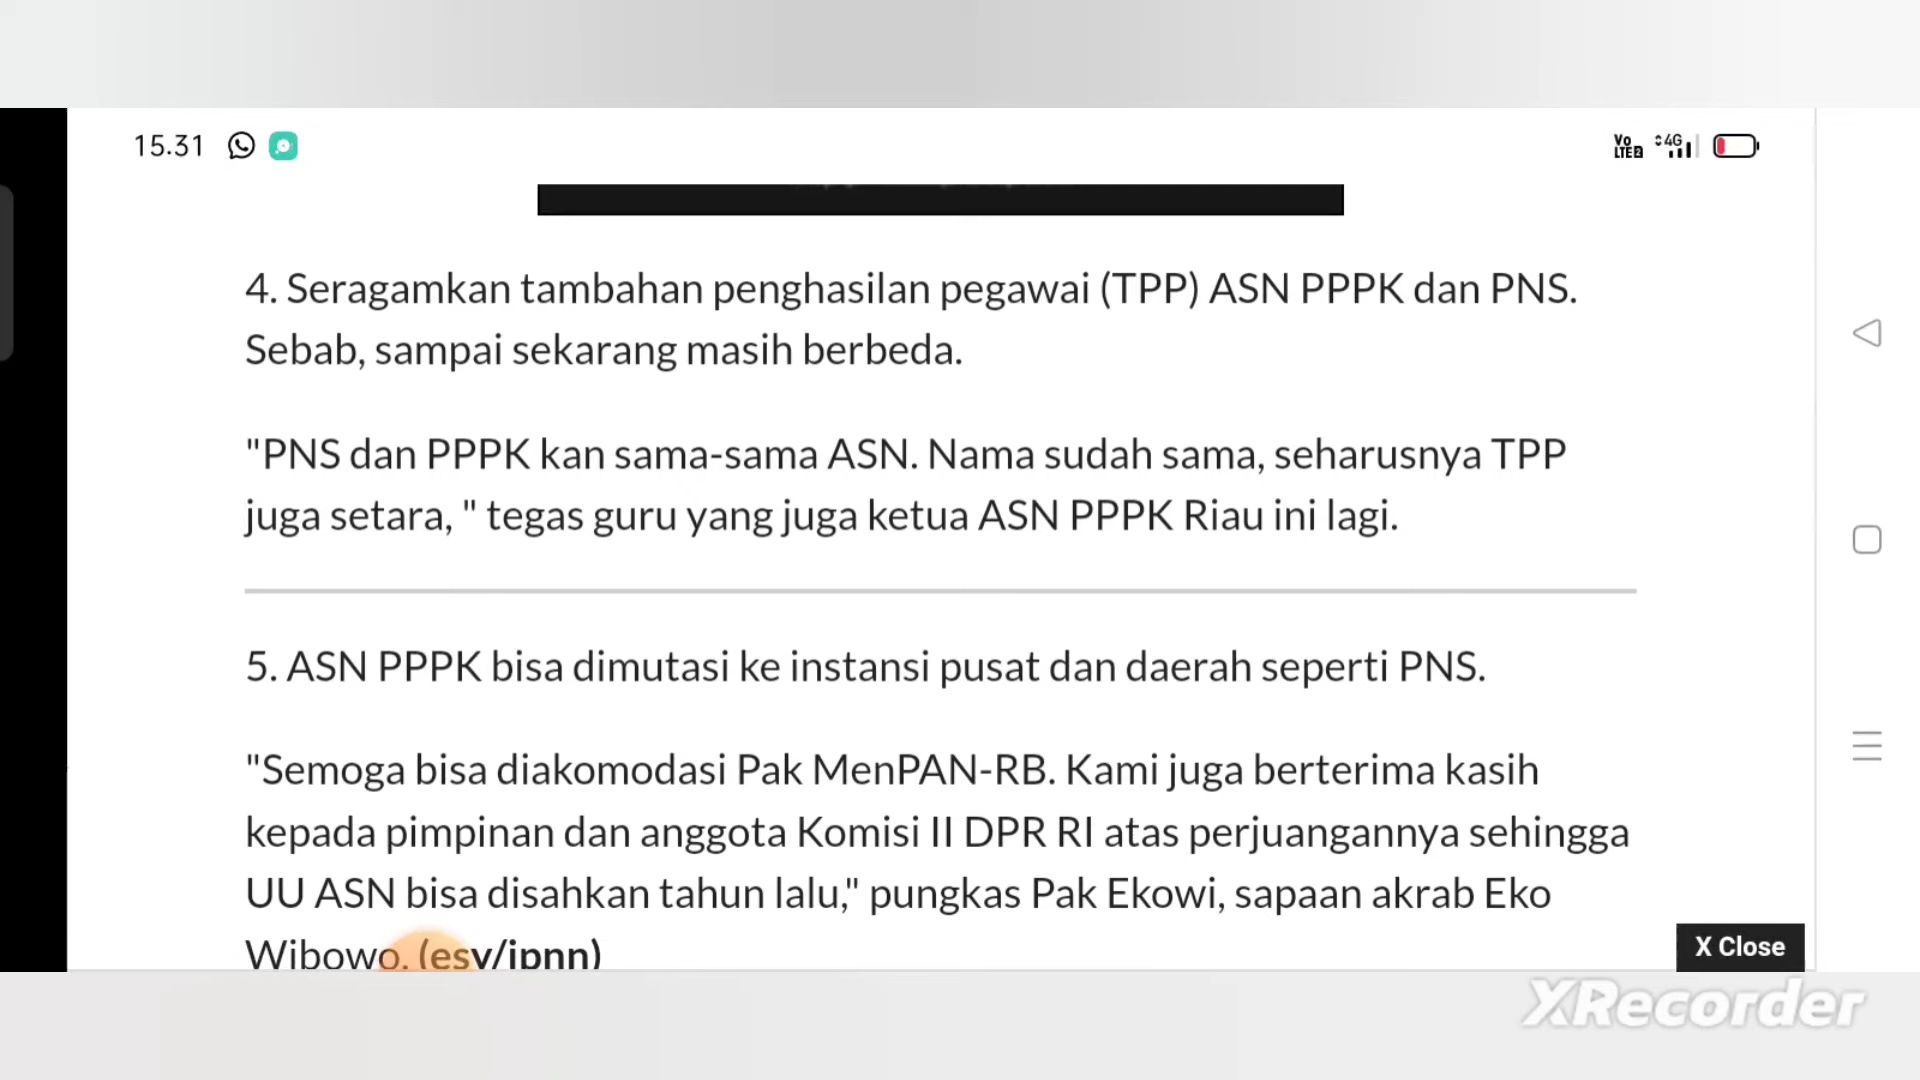 15.31
Vo
LTE2
4G
4. Seragamkan tambahan penghasilan pegawai (TPP) ASN PPPK dan PNS.
Sebab, sampai sekarang masih berbeda.
"PNS dan PPPK kan sama-sama ASN. Nama sudah sama, seharusnya TPP
juga setara, " tegas guru yang juga ketua ASN PPPK Riau ini lagi.
5. ASN PPPK bisa dimutasi ke instansi pusat dan daerah seperti PNS.
"Semoga bisa diakomodasi Pak MenPAN-RB. Kami juga berterima kasih
kepada pimpinan dan anggota Komisi II DPR RI atas perjuangannya sehingga
UU ASN bisa disahkan tahun lalu," pungkas Pak Ekowi, sapaan akrab Eko
Wibowo. (esy/jpnn)
X Close
XRecorder